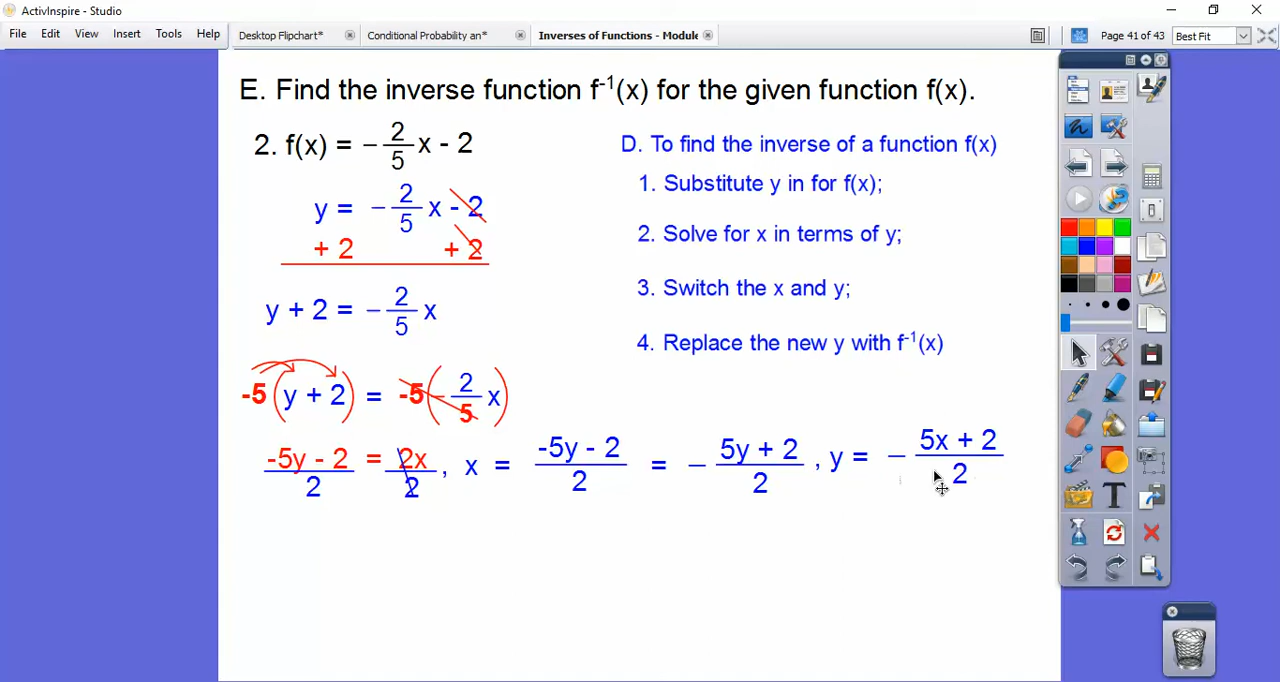 ActivInspire - Studio
File Edit View Insert Tools Help
Desktop Flipchart* Conditional Probability an* Inverses of Functions - Module Page 41 of 43 Best Fit
E. Find the inverse function f⁻¹(x) for the given function f(x).
2. f(x) = −2/5 x - 2
y = −2/5 x - 2
+ 2 + 2
y + 2 = −2/5 x
-5(y + 2) = -5(−2/5 x)
-5y - 2 / 2 = 2x / 2 , x = -5y - 2 / 2 = − 5y + 2 / 2 , y = − 5x + 2 / 2
D. To find the inverse of a function f(x)
1. Substitute y in for f(x);
2. Solve for x in terms of y;
3. Switch the x and y;
4. Replace the new y with f⁻¹(x)